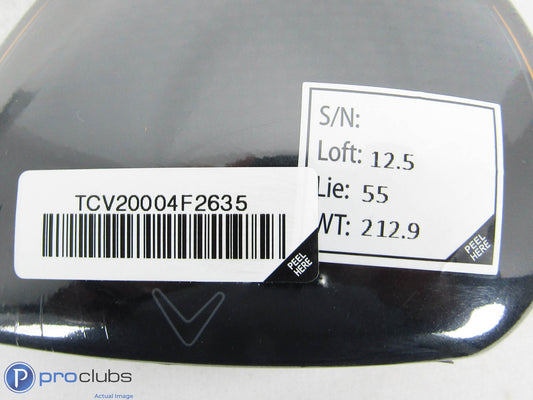 S/N:
Loft: 12.5
Lie: 55
WT: 212.9
PEEL
HERE
TCV20004F2635
PEEL
HERE
P proclubs
Actual Image